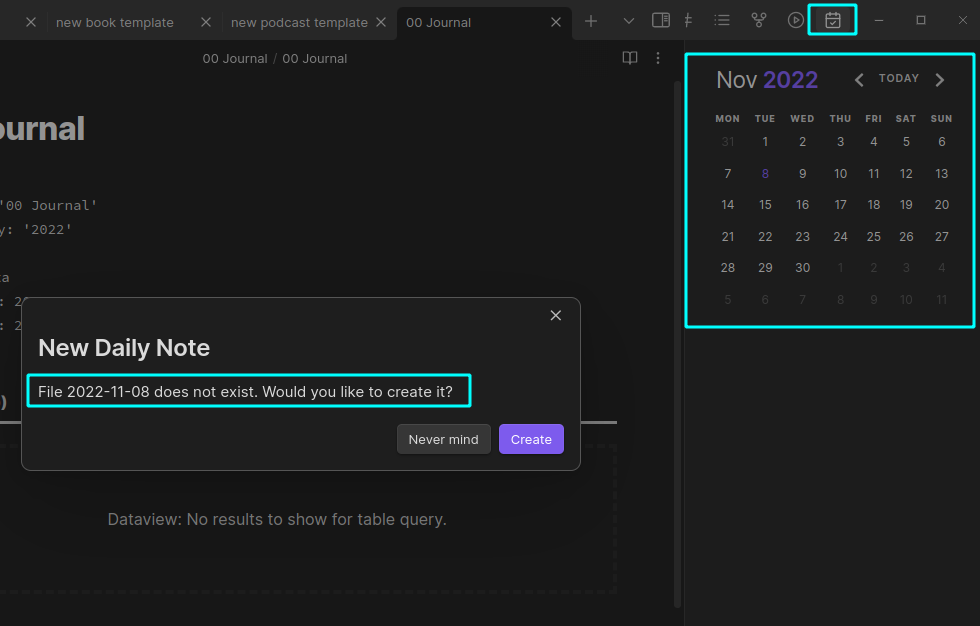 new book template
new podcast template
00 Journal
00 Journal / 00 Journal
ournal
'00 Journal'
y: '2022'
ta
: 2
: 2
)
New Daily Note
File 2022-11-08 does not exist. Would you like to create it?
Never mind
Create
Dataview: No results to show for table query.
Nov 2022
TODAY
MON TUE WED THU FRI SAT SUN
31 1 2 3 4 5 6
7 8 9 10 11 12 13
14 15 16 17 18 19 20
21 22 23 24 25 26 27
28 29 30 1 2 3 4
5 6 7 8 9 10 11